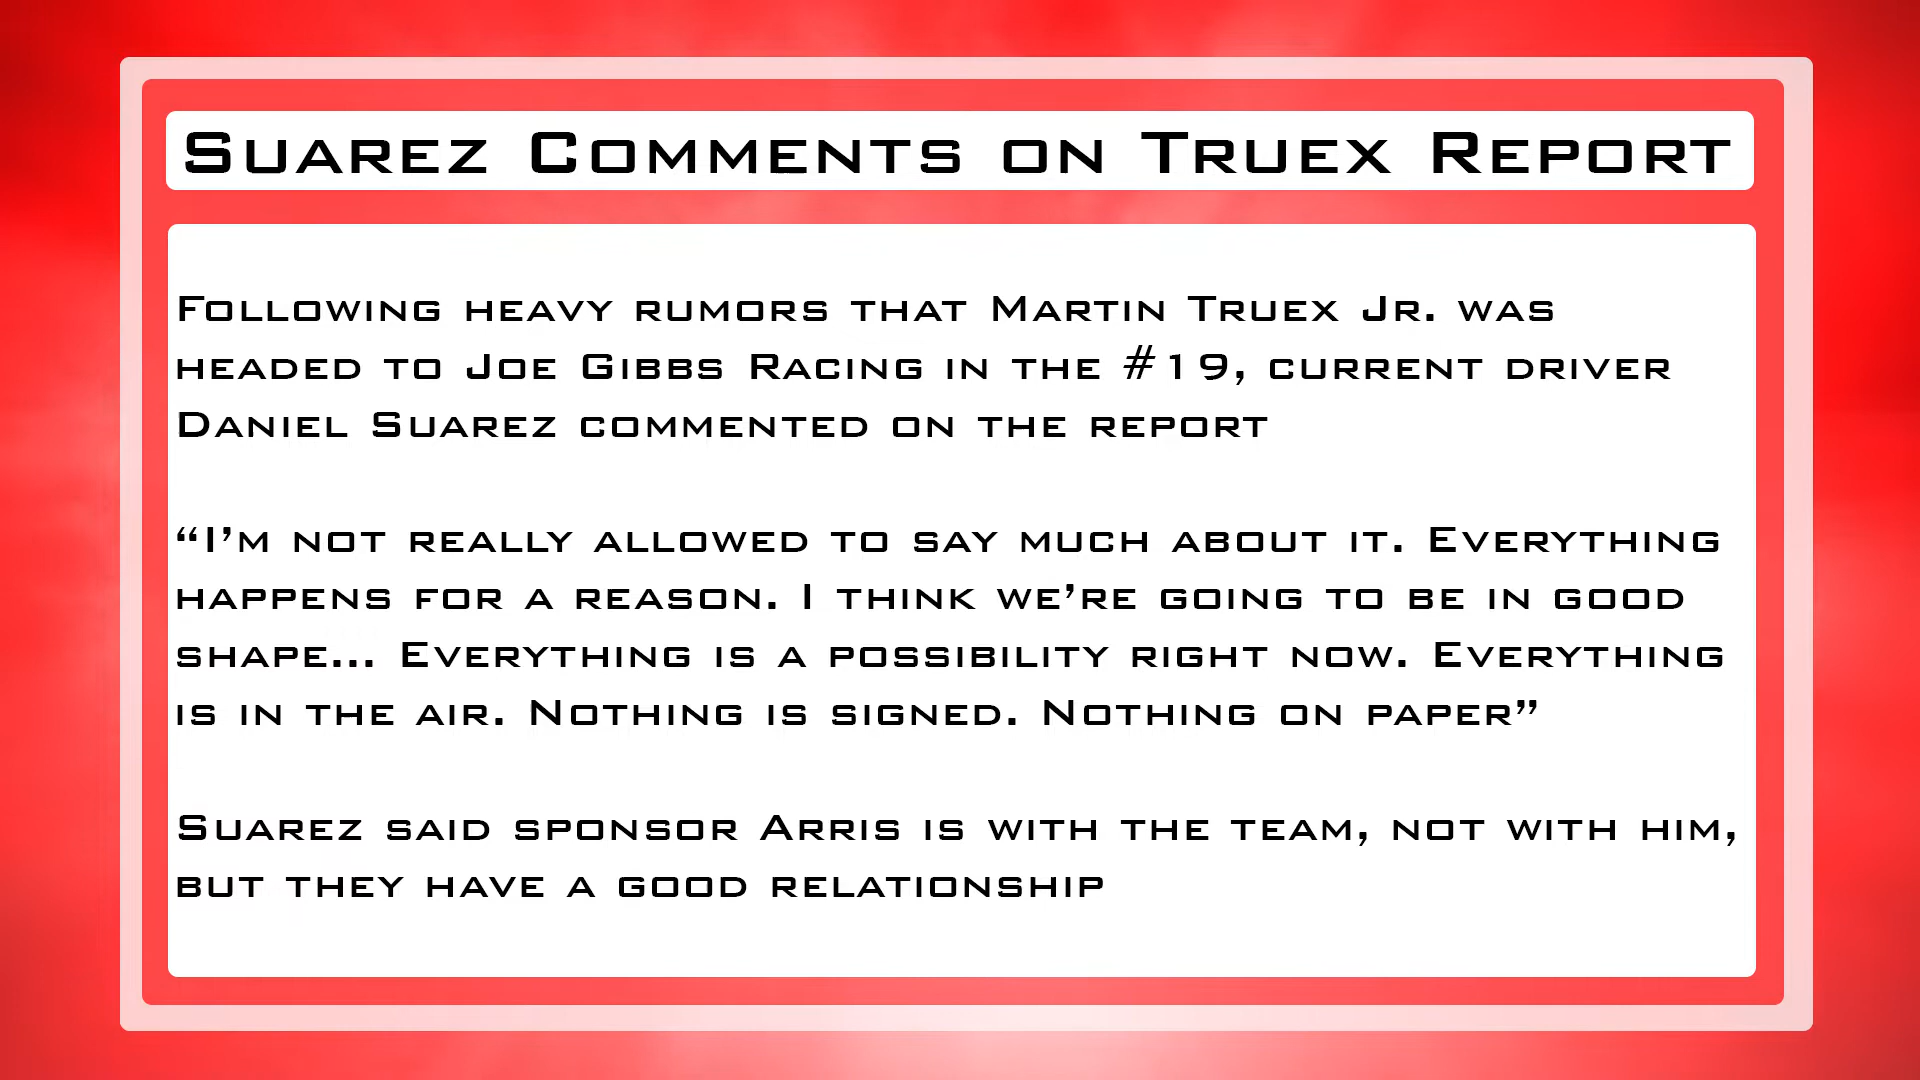 Suarez Comments on Truex Report
Following heavy rumors that Martin Truex Jr. was
headed to Joe Gibbs Racing in the #19, current driver
Daniel Suarez commented on the report
“I’m not really allowed to say much about it. Everything
happens for a reason. I think we’re going to be in good
shape... Everything is a possibility right now. Everything
is in the air. Nothing is signed. Nothing on paper”
Suarez said sponsor Arris is with the team, not with him,
but they have a good relationship